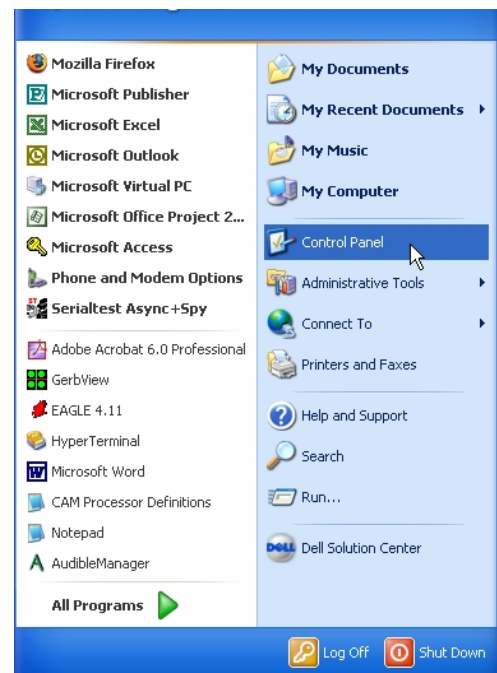 Mozilla Firefox
Microsoft Publisher
Microsoft Excel
Microsoft Outlook
Microsoft Virtual PC
Microsoft Office Project 2...
Microsoft Access
Phone and Modem Options
Serialtest Async+Spy
Adobe Acrobat 6.0 Professional
GerbView
EAGLE 4.11
HyperTerminal
Microsoft Word
CAM Processor Definitions
Notepad
AudibleManager
All Programs
My Documents
My Recent Documents
My Music
My Computer
Control Panel
Administrative Tools
Connect To
Printers and Faxes
Help and Support
Search
Run...
DELL Dell Solution Center
Log Off Shut Down